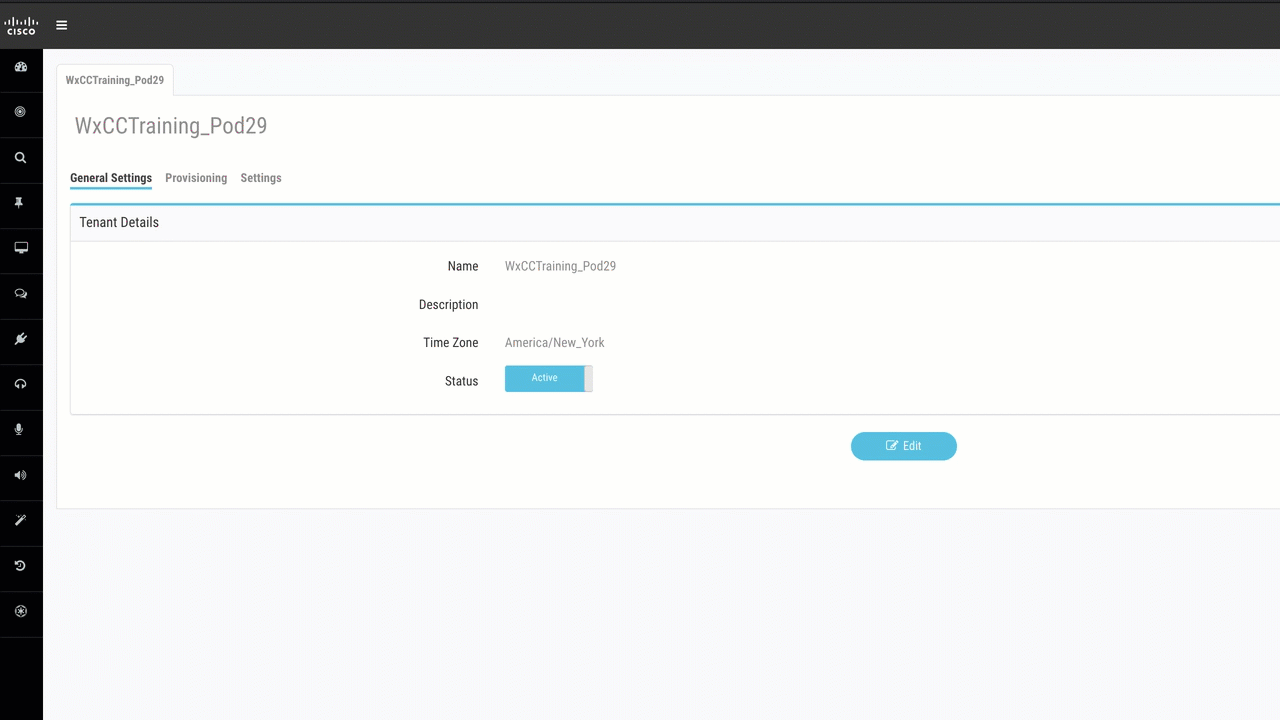 CISCO
WxCCTraining_Pod29
WxCCTraining_Pod29
General Settings Provisioning Settings
Tenant Details
Name WxCCTraining_Pod29
Description
Time Zone America/New_York
Status Active
Edit